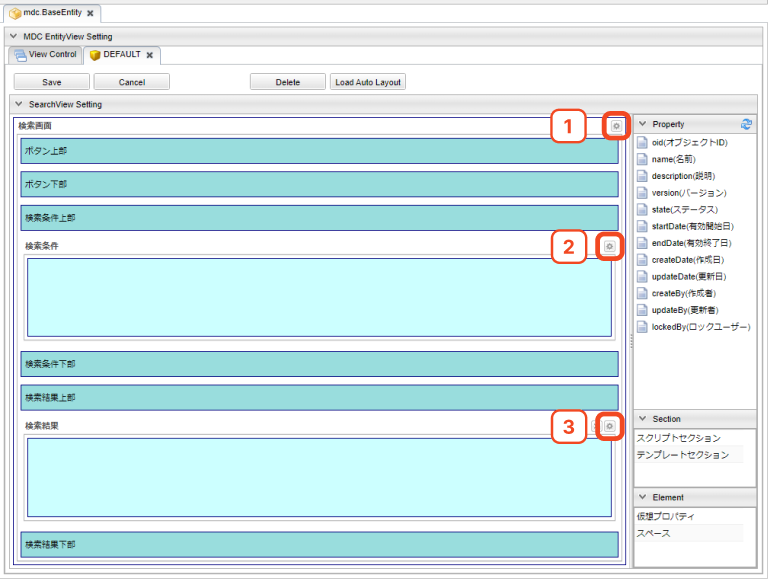 mdc.BaseEntity
MDC EntityView Setting
View Control
DEFAULT
Save
Cancel
Delete
Load Auto Layout
SearchView Setting
検索画面
1
ボタン上部
ボタン下部
検索条件上部
検索条件
2
検索条件下部
検索結果上部
検索結果
3
検索結果下部
Property
oid(オブジェクトID)
name(名前)
description(説明)
version(バージョン)
state(ステータス)
startDate(有効開始日)
endDate(有効終了日)
createDate(作成日)
updateDate(更新日)
createBy(作成者)
updateBy(更新者)
lockedBy(ロックユーザー)
Section
スクリプトセクション
テンプレートセクション
Element
仮想プロパティ
スペース